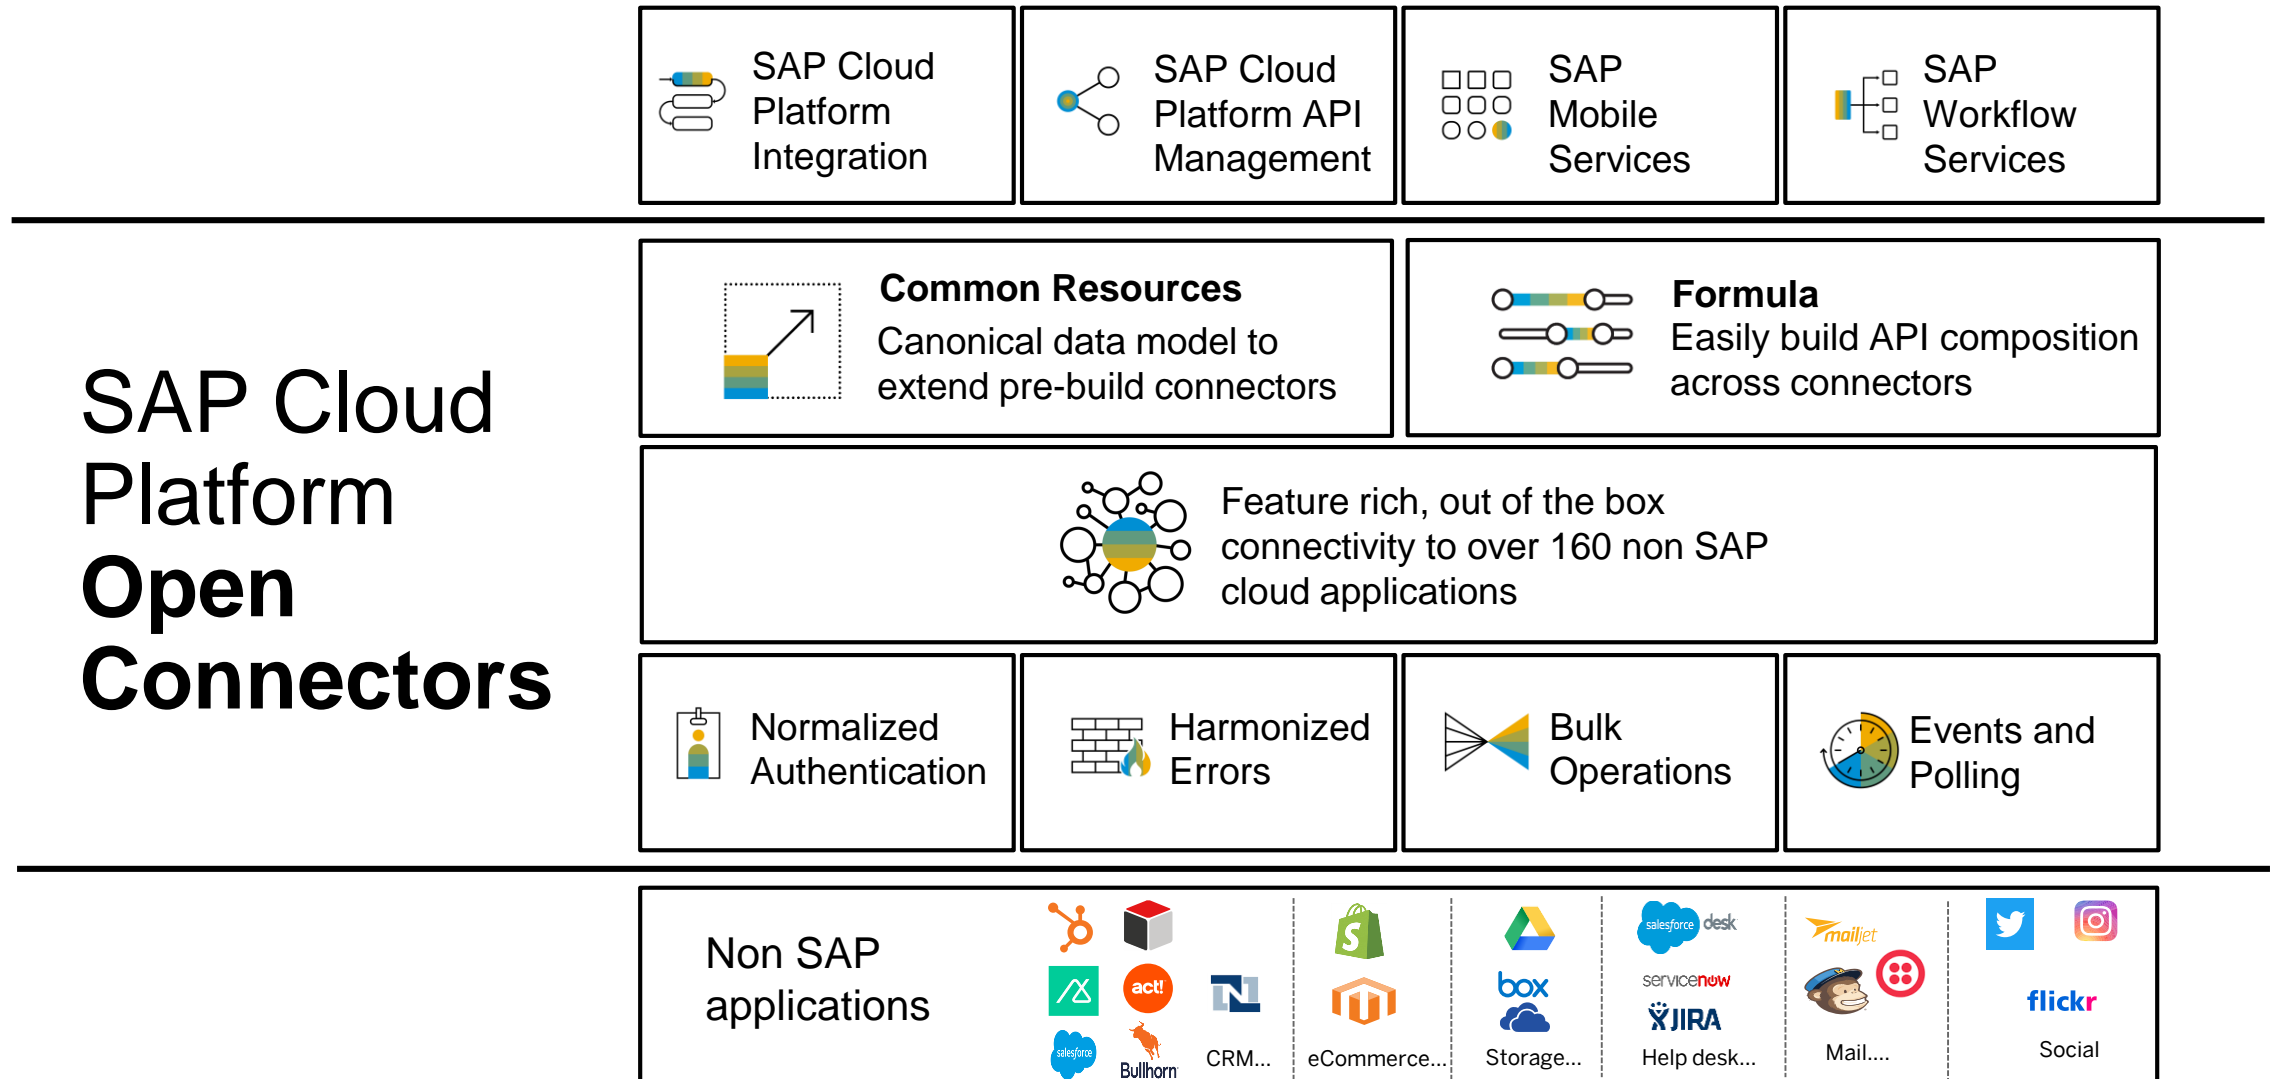 SAP Cloud
Platform
Integration
SAP Cloud
Platform API
Management
SAP
Mobile
Services
SAP
Workflow
Services
SAP Cloud
Platform
Open
Connectors
Common Resources
Canonical data model to
extend pre-build connectors
Formula
Easily build API composition
across connectors
Feature rich, out of the box
connectivity to over 160 non SAP
cloud applications
Normalized
Authentication
Harmonized
Errors
Bulk
Operations
Events and
Polling
Non SAP
applications
act!
salesforce
Bullhorn
CRM...
eCommerce...
box
Storage...
salesforce desk
servicenow
JIRA
Help desk...
mailjet
Mail....
flickr
Social